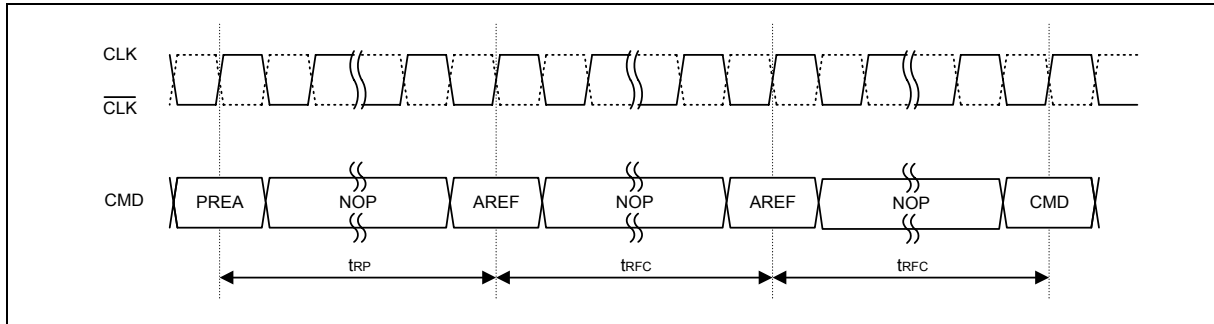 CLK
CLK
CMD PREA NOP AREF NOP AREF NOP CMD
tRP tRFC tRFC